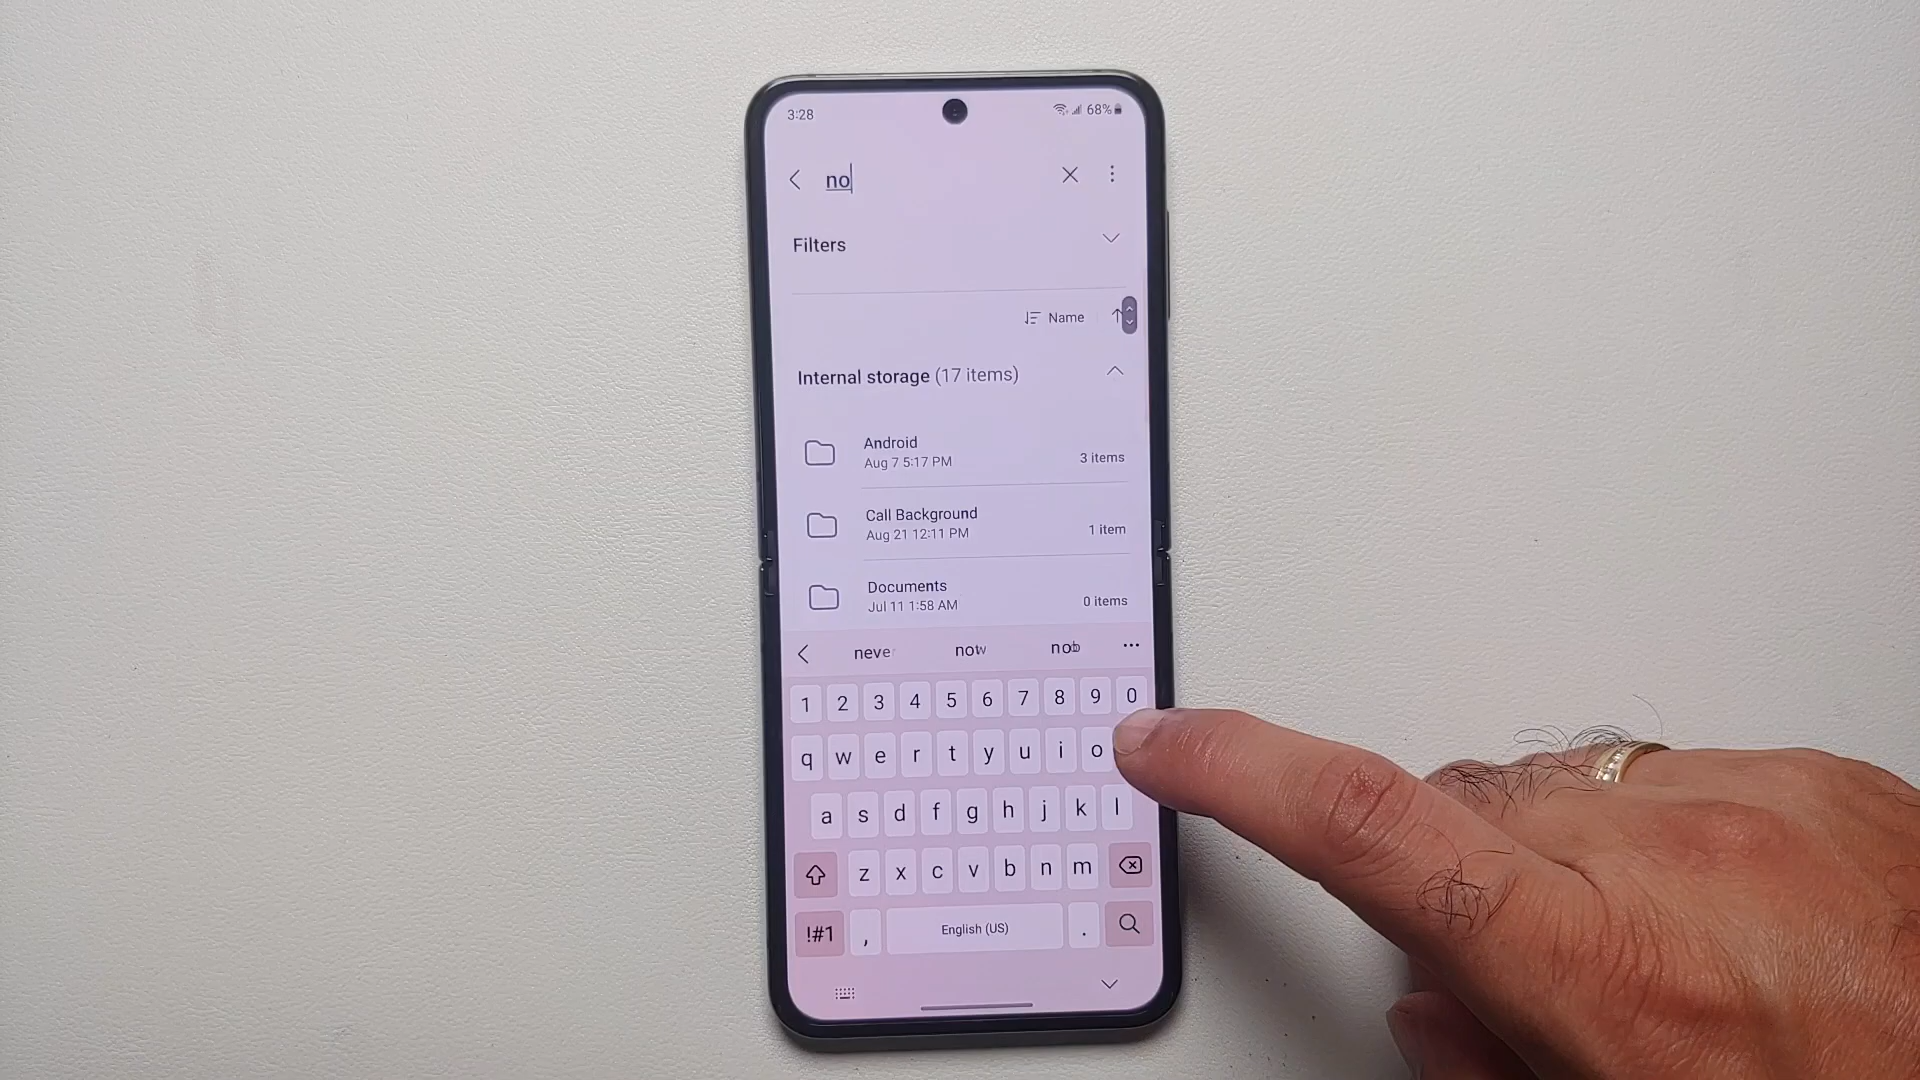 3:28
68%
no
Filters
Name
Internal storage (17 items)
Android
Aug 7 5:17 PM
3 items
Call Background
Aug 21 12:11 PM
1 item
Documents
Jul 11 1:58 AM
0 items
neve now nob ...
1 2 3 4 5 6 7 8 9 0
q w e r t y u i o
a s d f g h j k l
z x c v b n m
!#1 , English (US) .